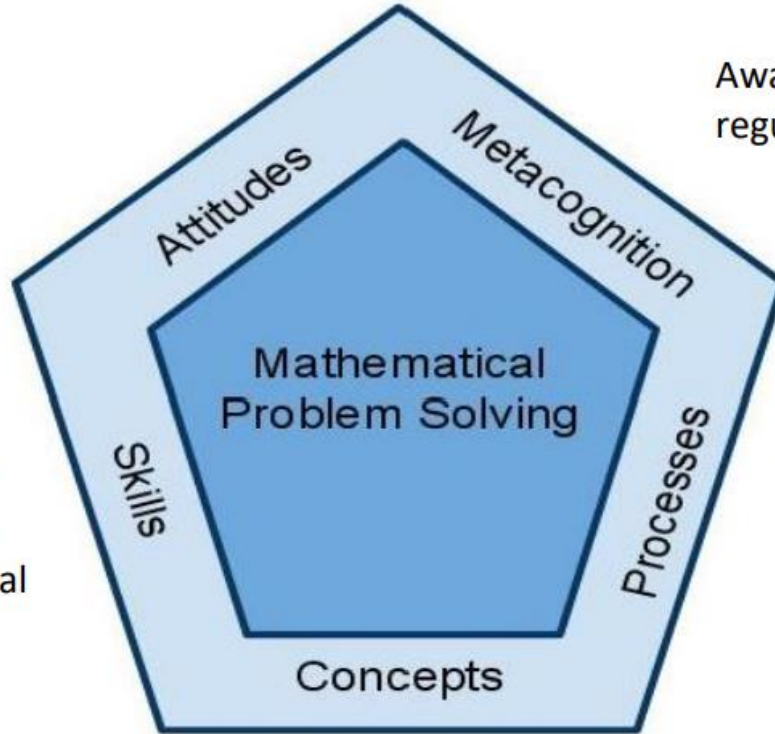 Attitudes
Metacognition
Mathematical
Problem Solving
Skills
Processes
Concepts